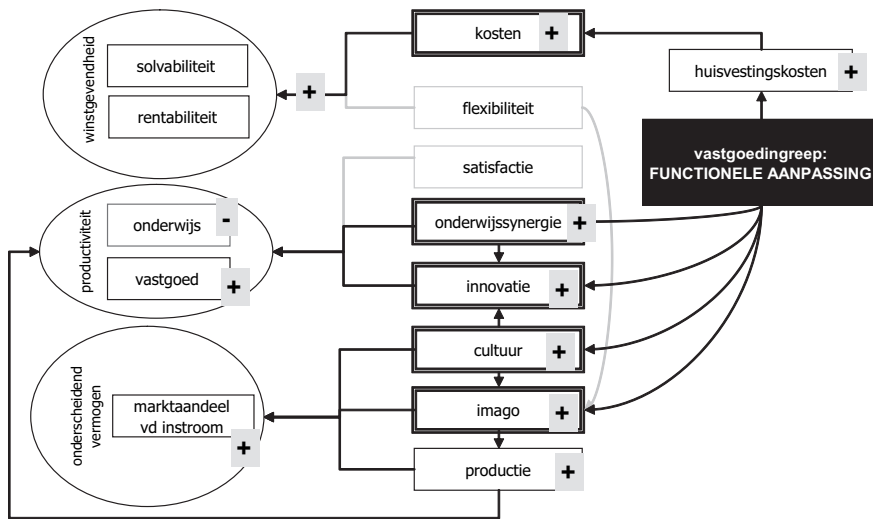 winstgevendheid
solvabiliteit
rentabiliteit
+
kosten
+
flexibiliteit
huisvestingskosten
+
vastgoedingreep:
FUNCTIONELE AANPASSING
satisfactie
productiviteit
onderwijs
-
vastgoed
+
onderwijssynergie
+
innovatie
+
cultuur
+
onderscheidend
vermogen
marktaandeel
vd instroom
+
imago
+
productie
+